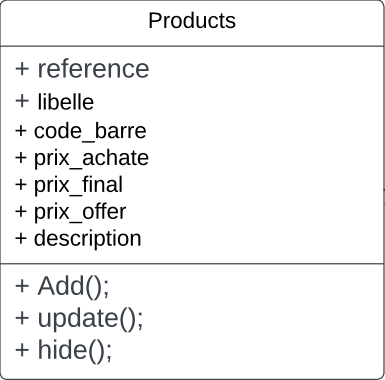 Products
+ reference
+ libelle
+ code_barre
+ prix_achate
+ prix_final
+ prix_offer
+ description
+ Add();
+ update();
+ hide();